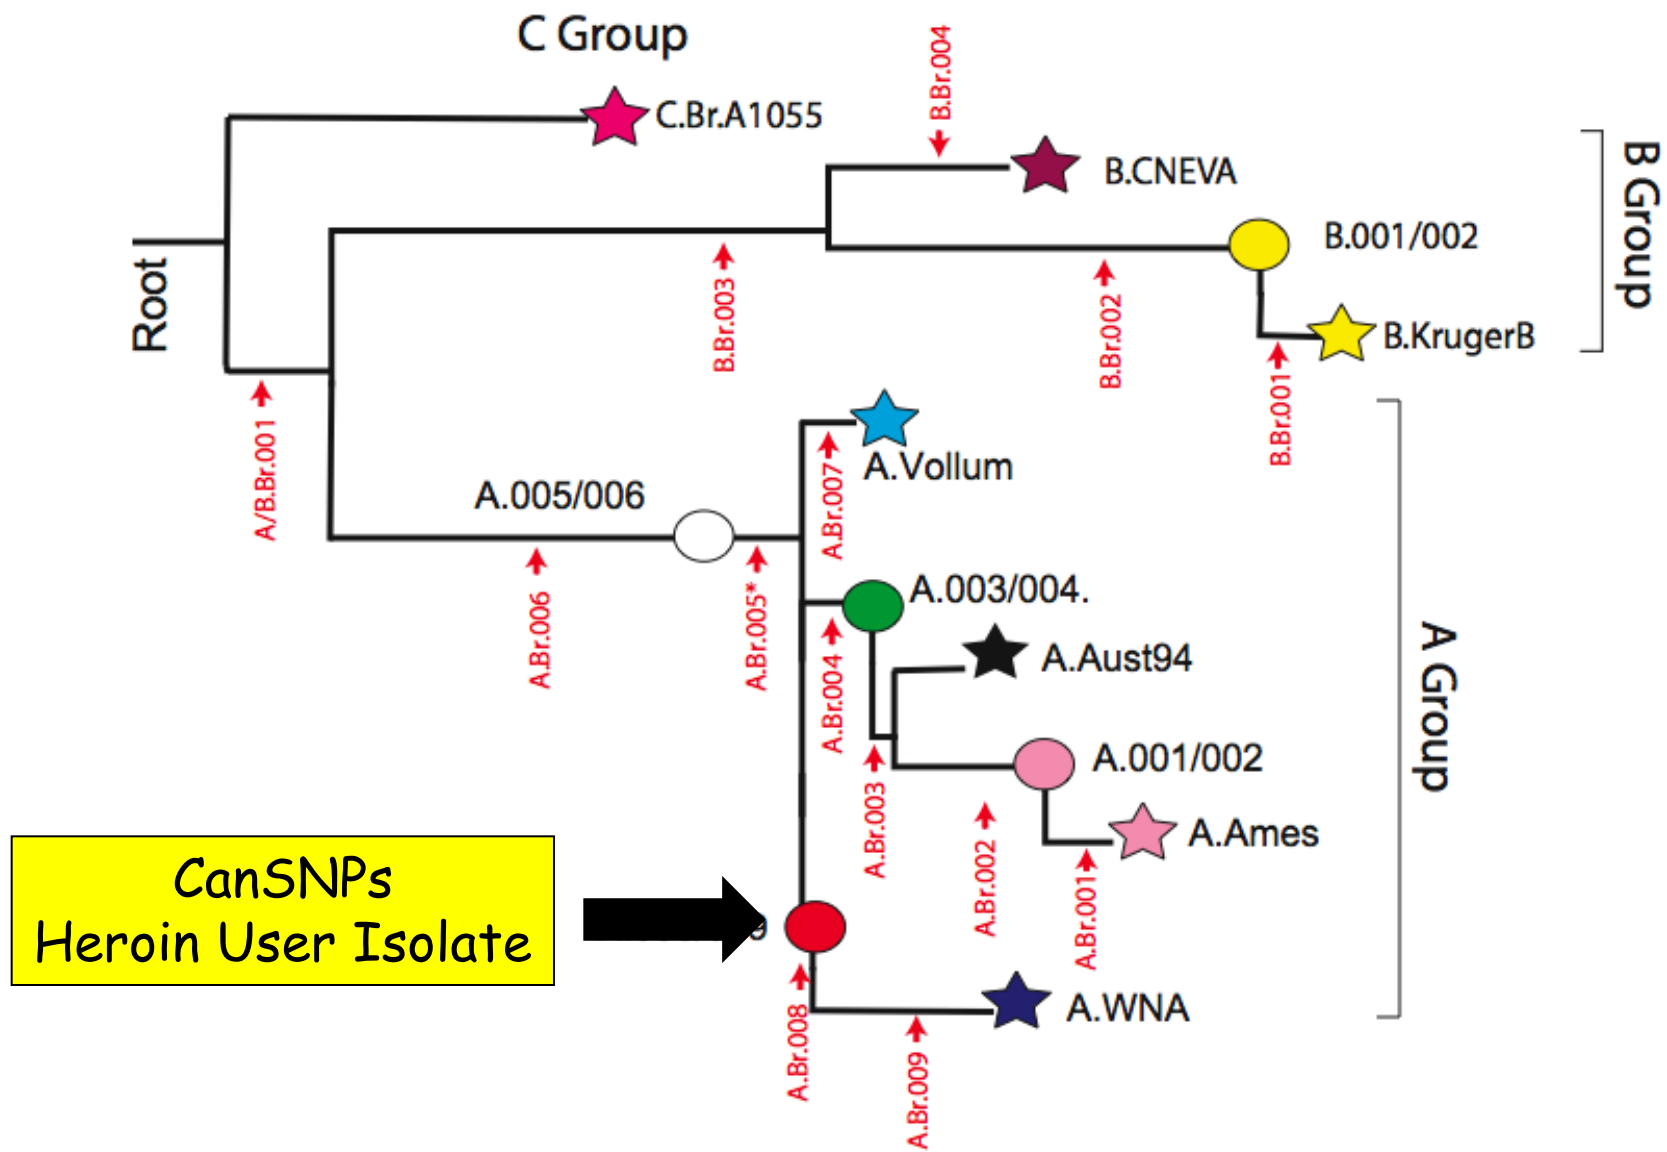 C Group
C.Br.A1055
B.Br.004
B.CNEVA
B.001/002
B Group
Root
B.Br.003
B.Br.002
B.KrugerB
B.Br.001
A/B.Br.001
A.Vollum
A.Br.007
A.005/006
A.Br.006
A.Br.005*
A.003/004.
A.Br.004
A.Aust94
A Group
A.001/002
A.Br.003
A.Br.002
A.Ames
A.Br.001
CanSNPs
Heroin User Isolate
9
A.Br.008
A.WNA
A.Br.009